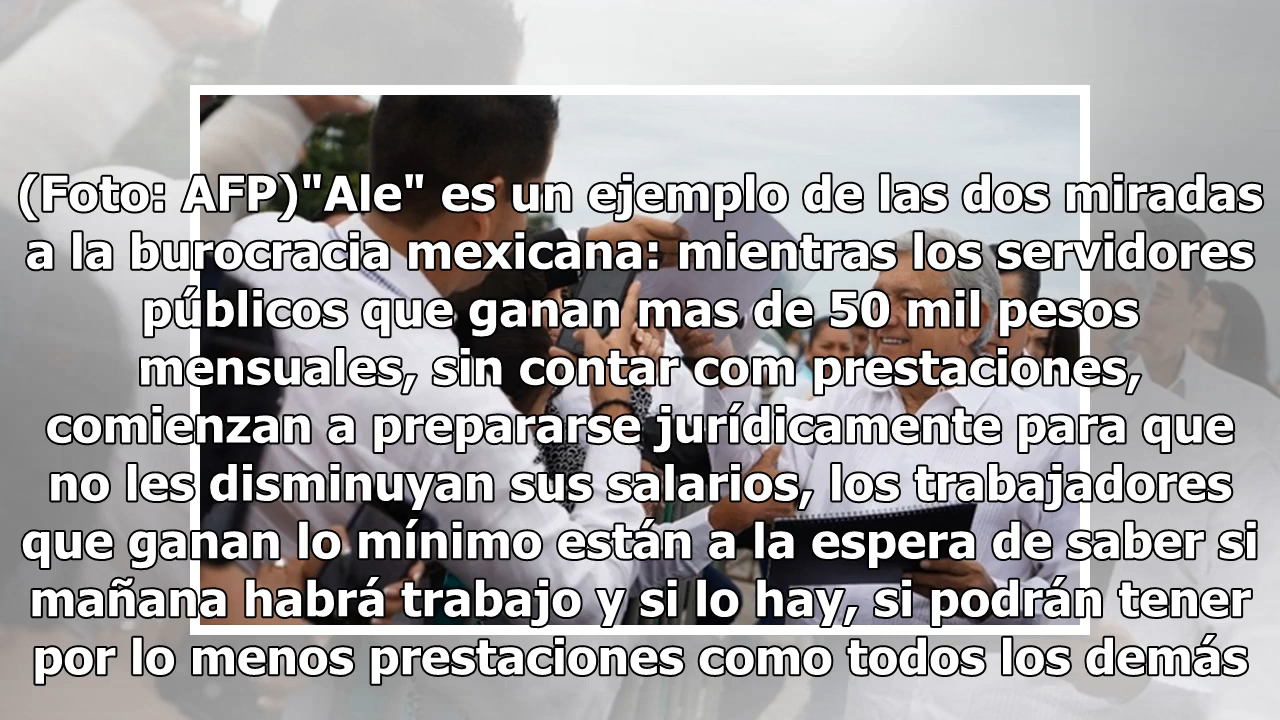 (Foto: AFP)"Ale" es un ejemplo de las dos miradas
a la burocracia mexicana: mientras los servidores
públicos que ganan mas de 50 mil pesos
mensuales, sin contar com prestaciones,
comienzan a prepararse jurídicamente para que
no les disminuyan sus salarios, los trabajadores
que ganan lo mínimo están a la espera de saber si
mañana habrá trabajo y si lo hay, si podrán tener
por lo menos prestaciones como todos los demás